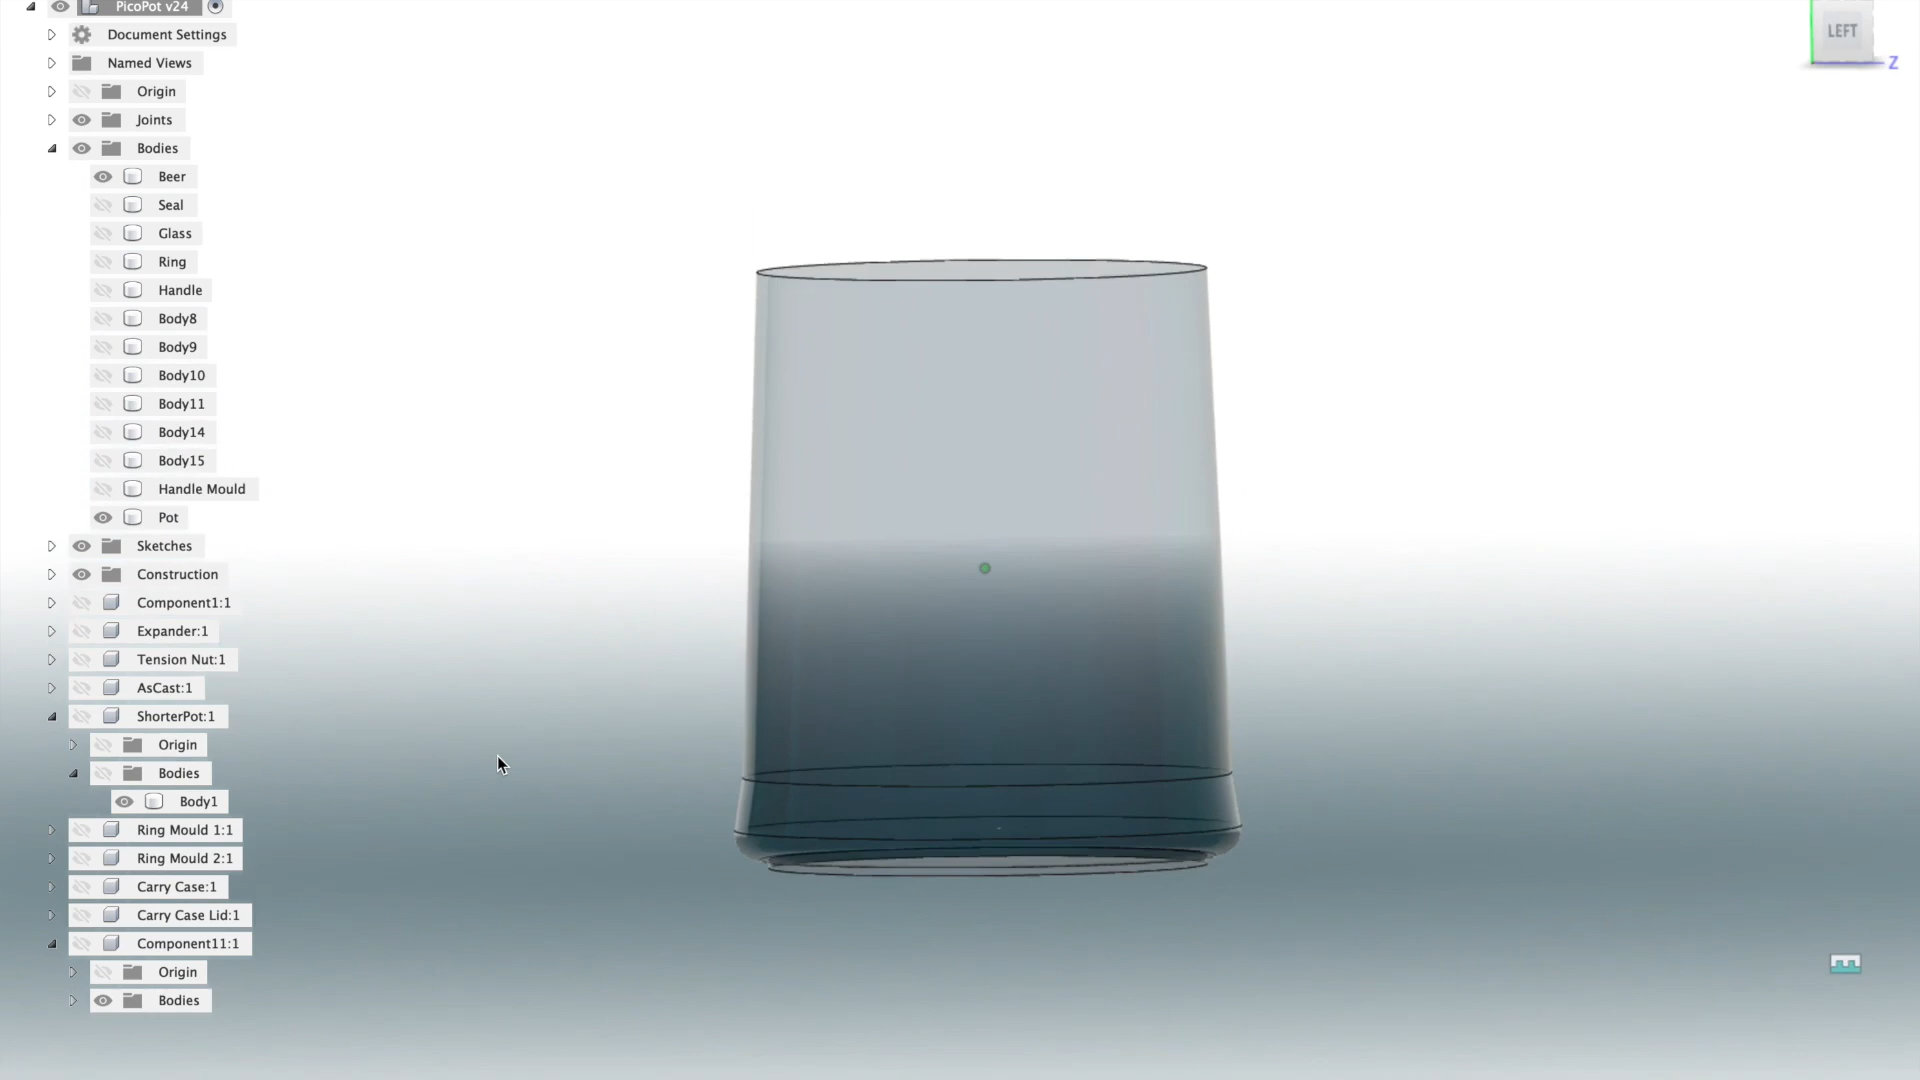 PicoPot v24
LEFT
Document Settings
Z
Named Views
Origin
Joints
Bodies
Beer
Seal
Glass
Ring
Handle
Body8
Body9
Body10
Body11
Body14
Body15
Handle Mould
Pot
Sketches
Construction
Component1:1
Expander:1
Tension Nut:1
AsCast:1
ShorterPot:1
Origin
Bodies
Body1
Ring Mould 1:1
Ring Mould 2:1
Carry Case:1
Carry Case Lid:1
Component11:1
Origin
Bodies